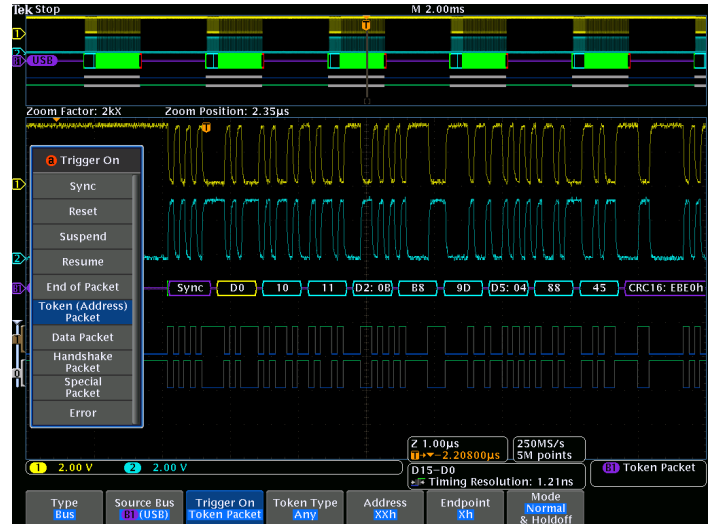 Tek Stop
M 2.00ms
T
1
2
B1 USB
Zoom Factor: 2kX
Zoom Position: 2.35µs
T
a Trigger On
Sync
Reset
Suspend
Resume
End of Packet
Token (Address)
Packet
Data Packet
Handshake
Packet
Special
Packet
Error
1
2
B1
Sync D0 10 11 D2: 0B B8 9D D5: 04 88 45 CRC16: EBE0h
Z 1.00µs
T→▼−2.20800µs
250MS/s
5M points
1 2.00 V
2 2.00 V
D15−D0
Timing Resolution: 1.21ns
B1 Token Packet
Type
Bus
Source Bus
B1 (USB)
Trigger On
Token Packet
Token Type
Any
Address
XXh
Endpoint
Xh
Mode
Normal
& Holdoff